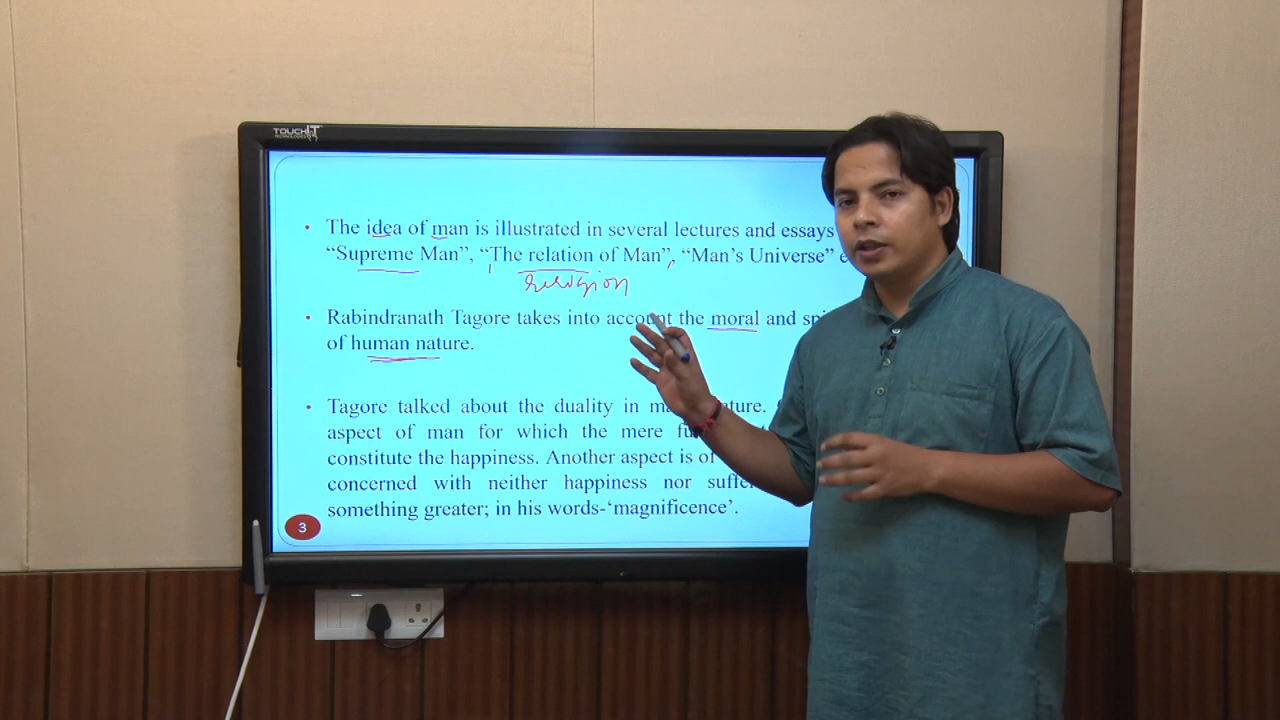 TOUCHIT
TECHNOLOGIES
The idea of man is illustrated in several lectures and essays
“Supreme Man”, “The relation of Man”, “Man’s Universe”
religion
Rabindranath Tagore takes into account the moral and
of human nature.
Tagore talked about the duality in
aspect of man for which the mere
constitute the happiness. Another aspect is of
concerned with neither happiness nor
something greater; in his words-‘magnificence’.
3